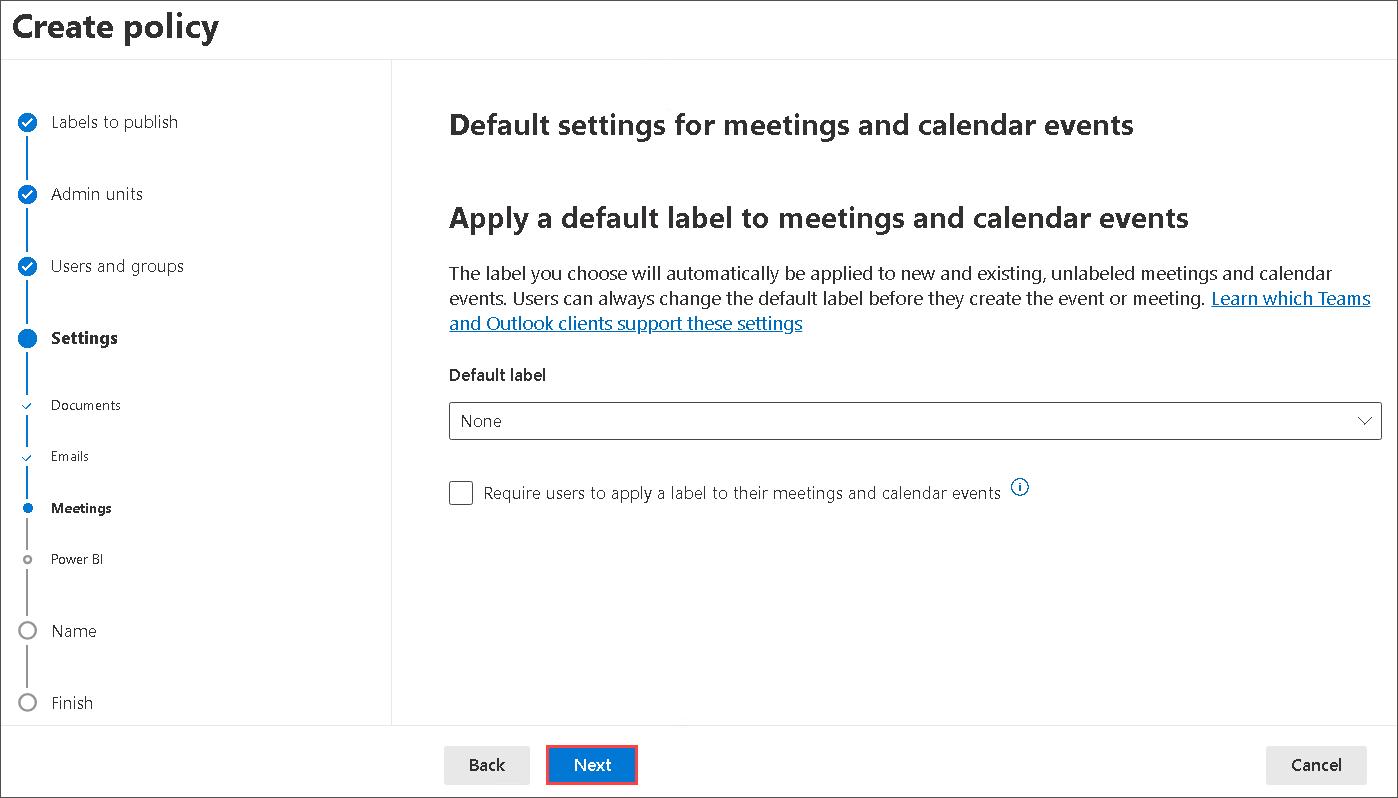 Create policy
Labels to publish
Admin units
Users and groups
Settings
Documents
Emails
Meetings
Power BI
Name
Finish
Default settings for meetings and calendar events
Apply a default label to meetings and calendar events
The label you choose will automatically be applied to new and existing, unlabeled meetings and calendar
events. Users can always change the default label before they create the event or meeting. Learn which Teams
and Outlook clients support these settings
Default label
None
Require users to apply a label to their meetings and calendar events
Back
Next
Cancel